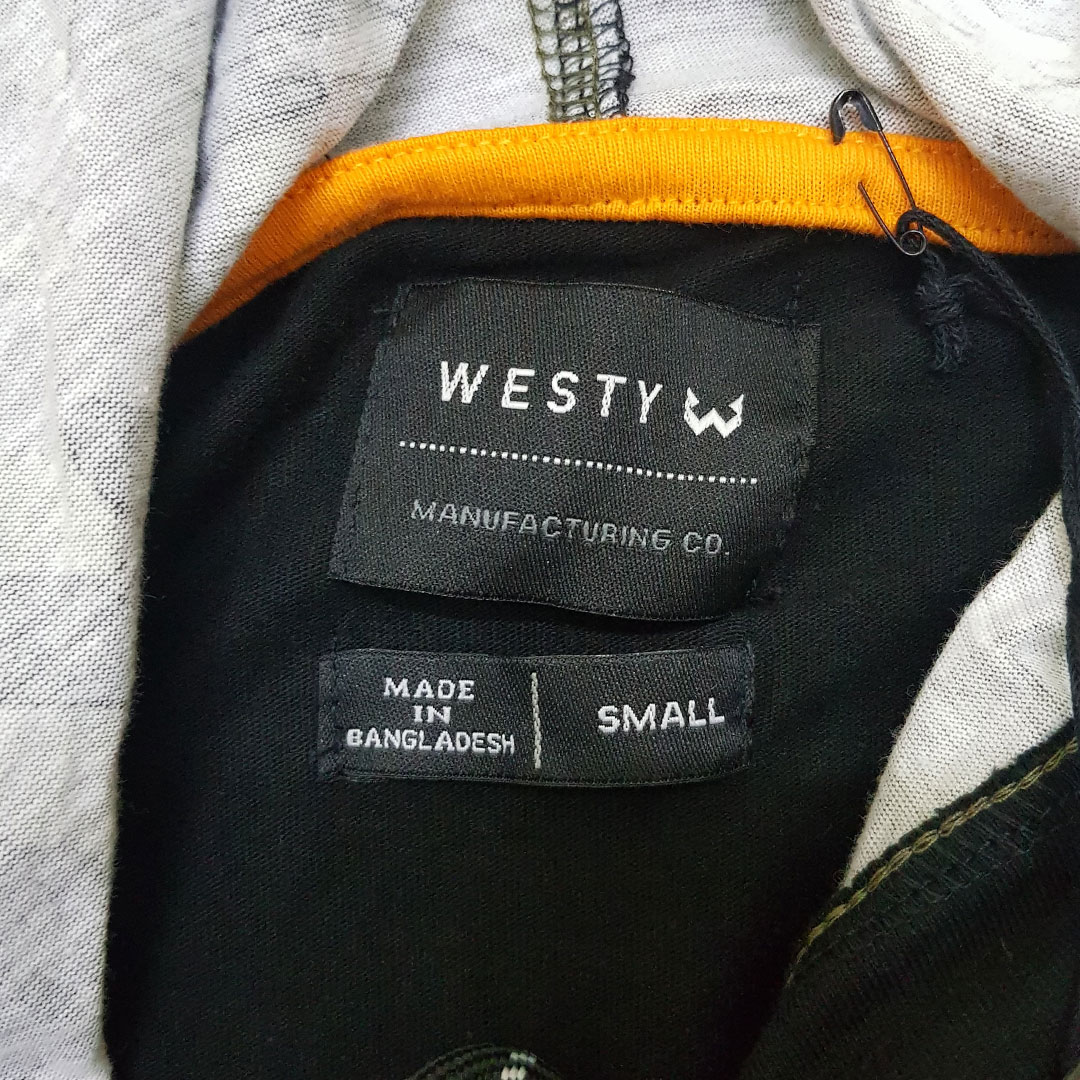 WESTY
MANUFACTURING CO.
MADE
IN
BANGLADESH
SMALL